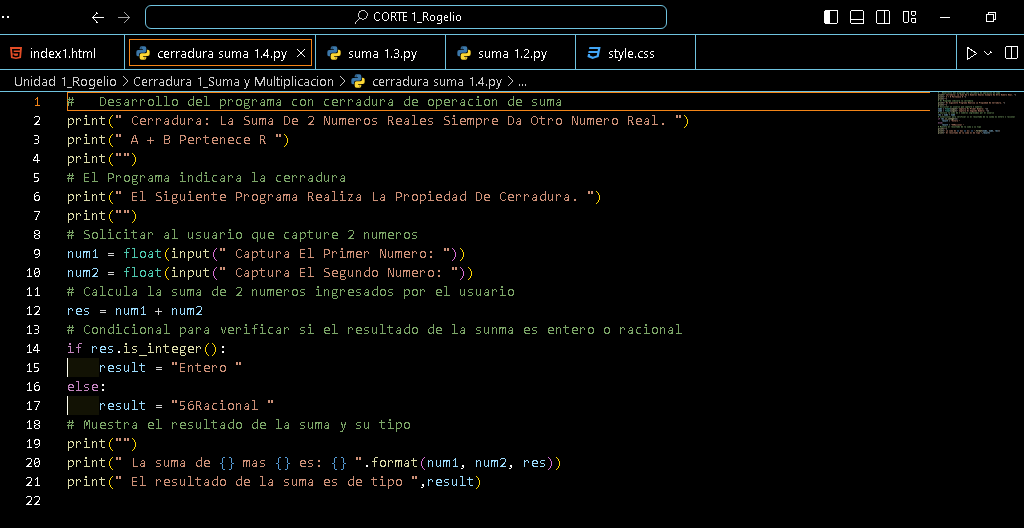 CORTE 1_Rogelio
index1.html cerradura suma 1.4.py suma 1.3.py suma 1.2.py style.css
Unidad 1_Rogelio > Cerradura 1_Suma y Multiplicacion > cerradura suma 1.4.py > ...
1 #   Desarrollo del programa con cerradura de operacion de suma
2 print(" Cerradura: La Suma De 2 Numeros Reales Siempre Da Otro Numero Real. ")
3 print(" A + B Pertenece R ")
4 print("")
5 # El Programa indicara la cerradura
6 print(" El Siguiente Programa Realiza La Propiedad De Cerradura. ")
7 print("")
8 # Solicitar al usuario que capture 2 numeros
9 num1 = float(input(" Captura El Primer Numero: "))
10 num2 = float(input(" Captura El Segundo Numero: "))
11 # Calcula la suma de 2 numeros ingresados por el usuario
12 res = num1 + num2
13 # Condicional para verificar si el resultado de la sunma es entero o racional
14 if res.is_integer():
15     result = "Entero "
16 else:
17     result = "56Racional "
18 # Muestra el resultado de la suma y su tipo
19 print("")
20 print(" La suma de {} mas {} es: {} ".format(num1, num2, res))
21 print(" El resultado de la suma es de tipo ",result)
22